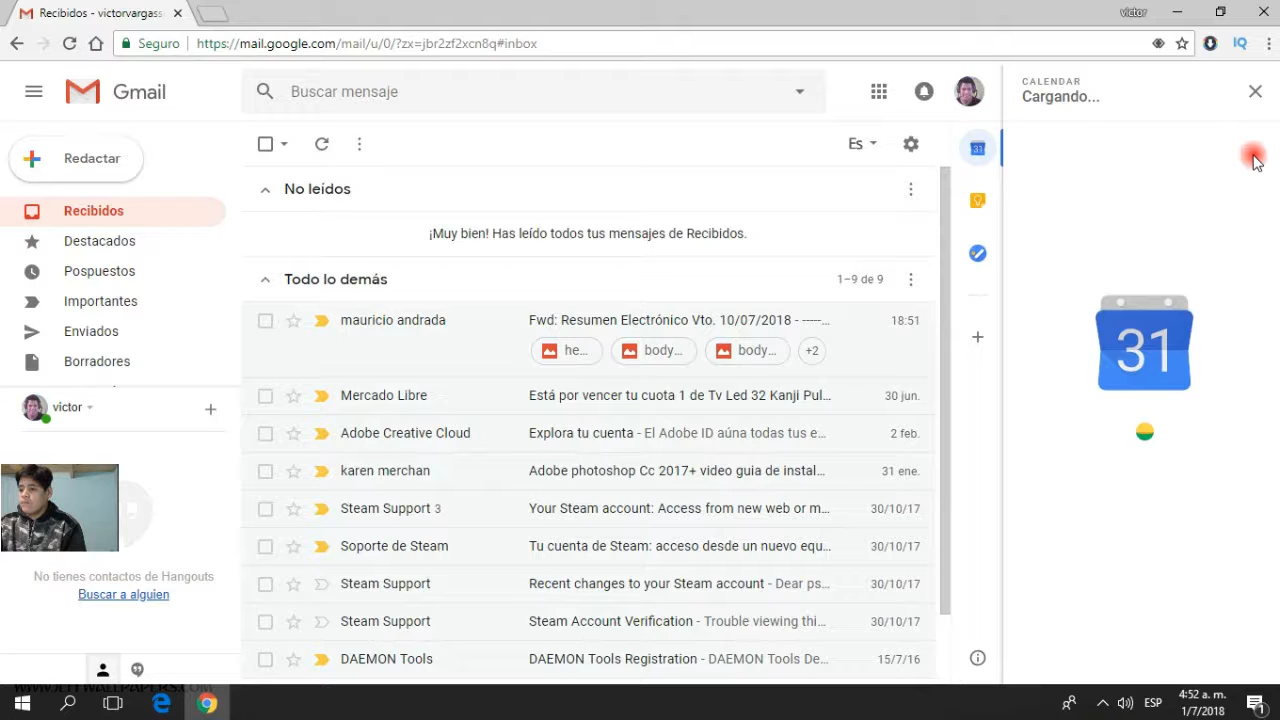 Recibidos - victorvargass
victor
Seguro
https://mail.google.com/mail/u/0/?zx=jbr2zf2xcn8q#inbox
IQ
Gmail
Buscar mensaje
CALENDAR
Cargando...
Redactar
Es
31
No leídos
¡Muy bien! Has leído todos tus mensajes de Recibidos.
Recibidos
Destacados
Pospuestos
Importantes
Enviados
Borradores
Todo lo demás
1–9 de 9
mauricio andrada
Fwd: Resumen Electrónico Vto. 10/07/2018 - -----...
18:51
he...
body...
body...
+2
31
Mercado Libre
Está por vencer tu cuota 1 de Tv Led 32 Kanji Pul...
30 jun.
victor
Adobe Creative Cloud
Explora tu cuenta - El Adobe ID aúna todas tus e...
2 feb.
karen merchan
Adobe photoshop Cc 2017+ video guia de instal...
31 ene.
Steam Support 3
Your Steam account: Access from new web or m...
30/10/17
Soporte de Steam
Tu cuenta de Steam: acceso desde un nuevo equ...
30/10/17
Steam Support
Recent changes to your Steam account - Dear ps...
30/10/17
Steam Support
Steam Account Verification - Trouble viewing thi...
30/10/17
DAEMON Tools
DAEMON Tools Registration - DAEMON Tools De...
15/7/16
No tienes contactos de Hangouts
Buscar a alguien
ESP
4:52 a. m.
1/7/2018
1